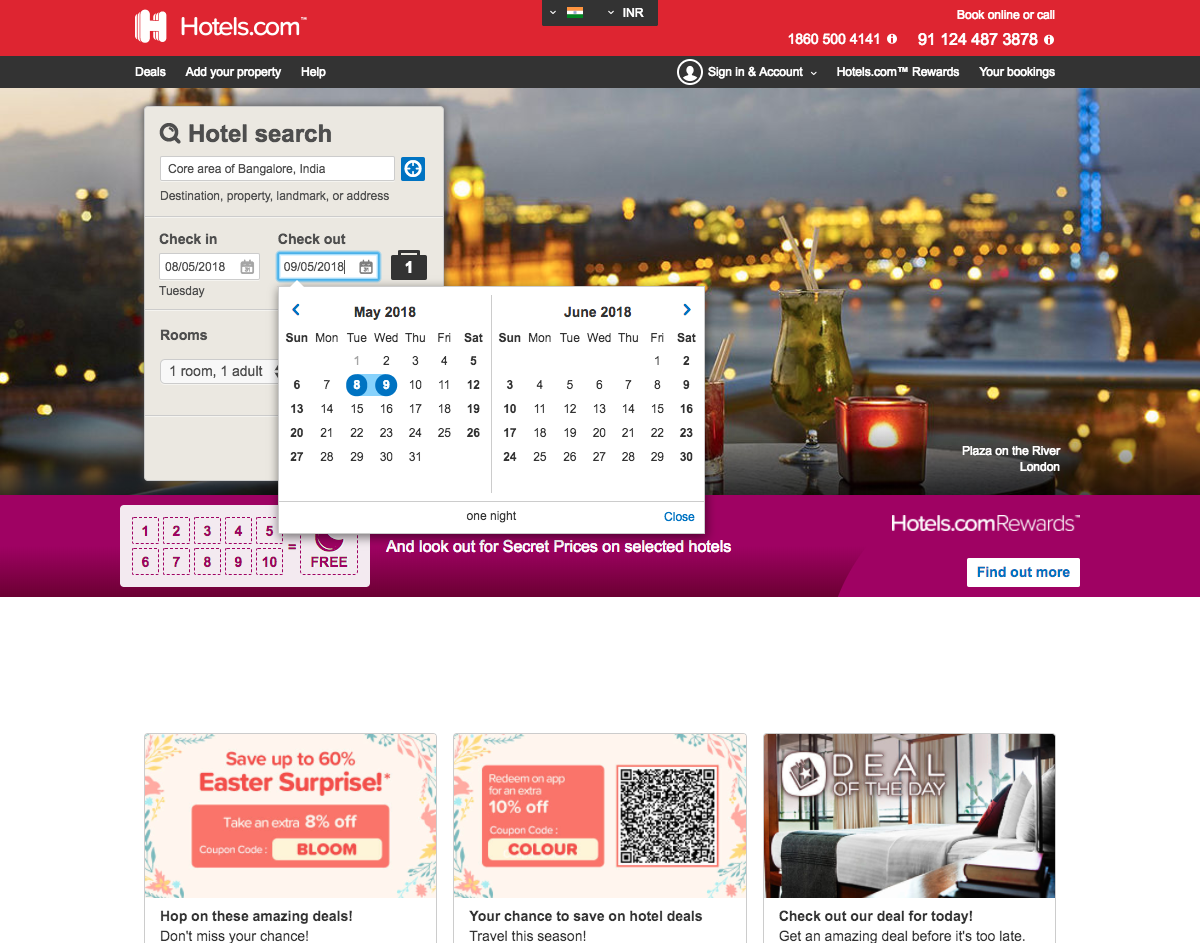 Hotels.com™
INR
Book online or call
1860 500 4141
91 124 487 3878
Deals
Add your property
Help
Sign in & Account
Hotels.com™ Rewards
Your bookings
Hotel search
Core area of Bangalore, India
Destination, property, landmark, or address
Check in
Check out
08/05/2018
09/05/2018
1
Tuesday
Rooms
1 room, 1 adult
May 2018
Sun Mon Tue Wed Thu Fri Sat
1 2 3 4 5
6 7 8 9 10 11 12
13 14 15 16 17 18 19
20 21 22 23 24 25 26
27 28 29 30 31
June 2018
Sun Mon Tue Wed Thu Fri Sat
1 2
3 4 5 6 7 8 9
10 11 12 13 14 15 16
17 18 19 20 21 22 23
24 25 26 27 28 29 30
one night
Close
Plaza on the River
London
1 2 3 4 5
6 7 8 9 10
=
FREE
And look out for Secret Prices on selected hotels
Hotels.comRewards™
Find out more
Save up to 60%
Easter Surprise!*
Take an extra 8% off
Coupon Code : BLOOM
Hop on these amazing deals!
Don't miss your chance!
Redeem on app
for an extra
10% off
Coupon Code :
COLOUR
Your chance to save on hotel deals
Travel this season!
DEAL
OF THE DAY
Check out our deal for today!
Get an amazing deal before it's too late.